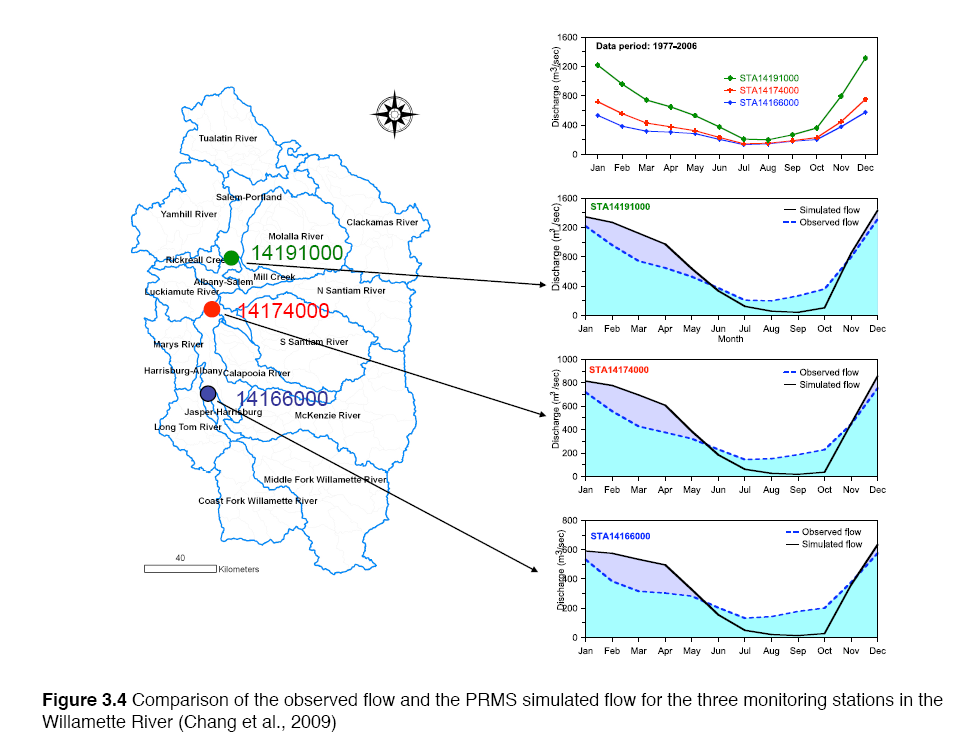 Tualatin River
Salem-Portland
Yamhill River
Clackamas River
Molalla River
14191000
Rickreall Creek
Mill Creek
Albany-Salem
Luckiamute River
N Santiam River
14174000
Marys River
S Santiam River
Harrisburg-Albany
Calapooia River
14166000
Jasper-Harrisburg
McKenzie River
Long Tom River
Middle Fork Willamette River
Coast Fork Willamette River
40
Kilometers
Data period: 1977-2006
STA14191000
STA14174000
STA14166000
Discharge (m3/sec)
1600
1200
800
400
0
Jan Feb Mar Apr May Jun Jul Aug Sep Oct Nov Dec
STA14191000
Simulated flow
Observed flow
Discharge (m3/sec)
1600
1200
800
400
0
Jan Feb Mar Apr May Jun Jul Aug Sep Oct Nov Dec
Month
STA14174000
Observed flow
Simulated flow
Discharge (m3/sec)
1000
800
600
400
200
0
Jan Feb Mar Apr May Jun Jul Aug Sep Oct Nov Dec
STA14166000
Observed flow
Simulated flow
Discharge (m3/sec)
800
600
400
200
0
Jan Feb Mar Apr May Jun Jul Aug Sep Oct Nov Dec
Figure 3.4 Comparison of the observed flow and the PRMS simulated flow for the three monitoring stations in the
Willamette River (Chang et al., 2009)